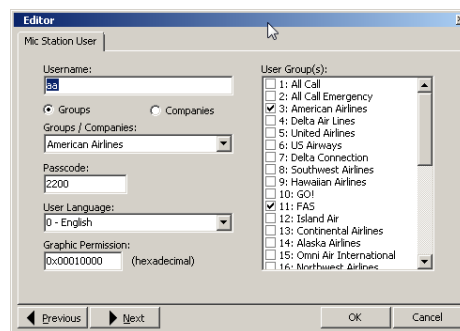 Editor
Mic Station User
Username:
aa
Groups
Companies
Groups / Companies:
American Airlines
Passcode:
2200
User Language:
0 - English
Graphic Permission:
0x00010000 (hexadecimal)
User Group(s):
1: All Call
2: All Call Emergency
3: American Airlines
4: Delta Air Lines
5: United Airlines
6: US Airways
7: Delta Connection
8: Southwest Airlines
9: Hawaiian Airlines
10: GO!
11: FAS
12: Island Air
13: Continental Airlines
14: Alaska Airlines
15: Omni Air International
16: Northwest Airlines
Previous
Next
OK
Cancel